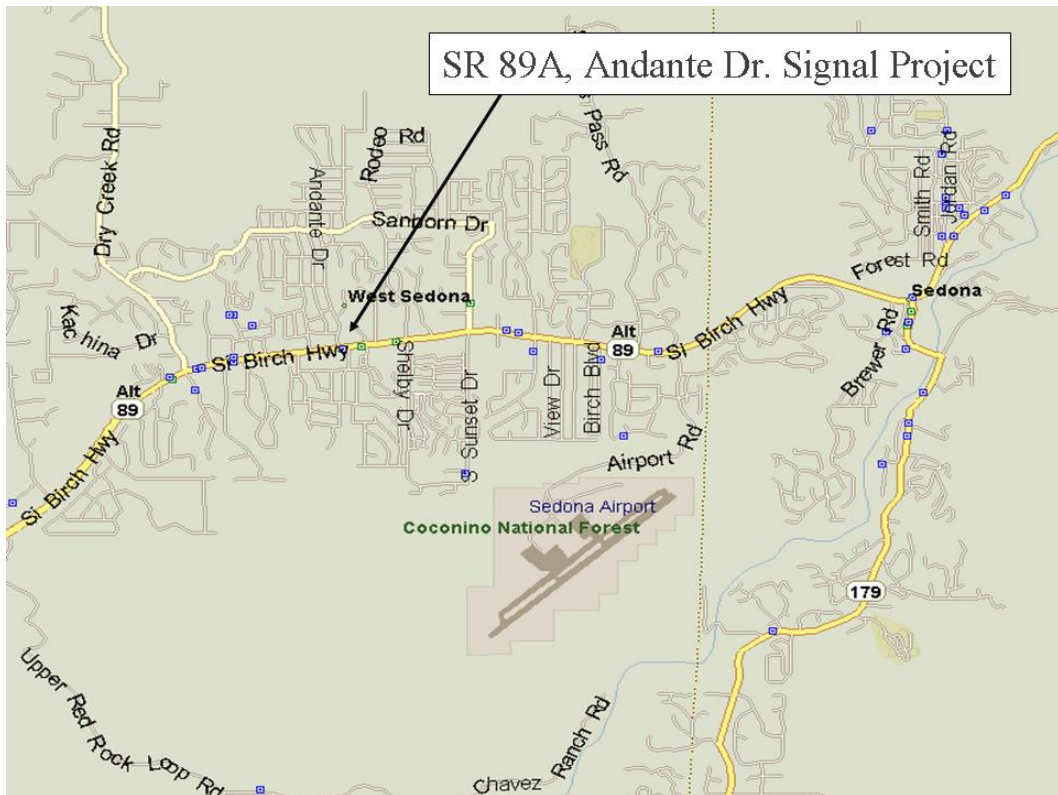 SR 89A, Andante Dr. Signal Project
Dry Creek Rd
Rodeo Rd
Pass Rd
Smith Rd
Jordan Rd
Andante Dr
Sanborn Dr
Forest Rd
Kachina Dr
West Sedona
Sedona
Si Birch Hwy
Si Birch Hwy
Alt
89
Alt
89
Brewer Rd
Shelby Dr
S Sunset Dr
View Dr
Birch Blvd
Si Birch Hwy
Airport Rd
Sedona Airport
Coconino National Forest
179
Upper Red Rock Loop Rd
Chavez Ranch Rd